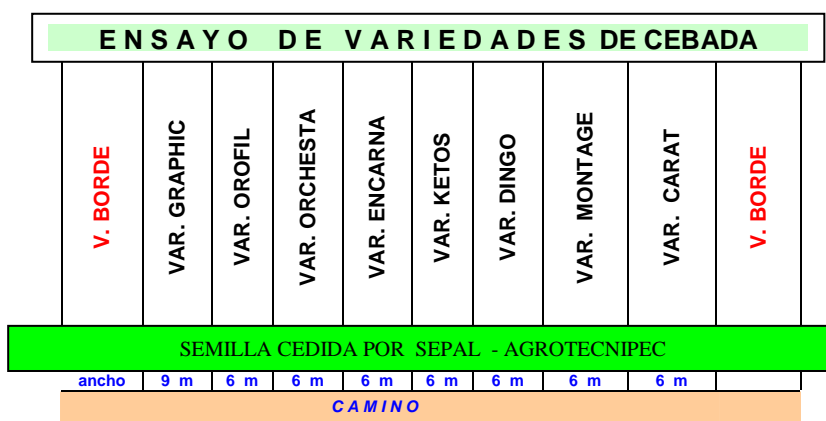 ENSAYO DE VARIEDADES DE CEBADA
V. BORDE
VAR. GRAPHIC
VAR. OROFIL
VAR. ORCHESTA
VAR. ENCARNA
VAR. KETOS
VAR. DINGO
VAR. MONTAGE
VAR. CARAT
V. BORDE
SEMILLA CEDIDA POR SEPAL - AGROTECNIPEC
ancho 9 m 6 m 6 m 6 m 6 m 6 m 6 m 6 m
CAMINO